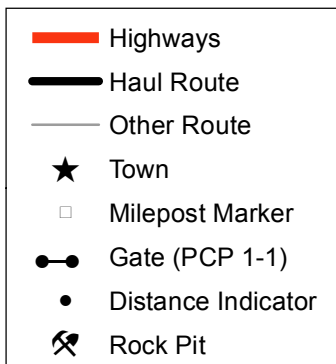 Highways
Haul Route
Other Route
Town
Milepost Marker
Gate (PCP 1-1)
Distance Indicator
Rock Pit